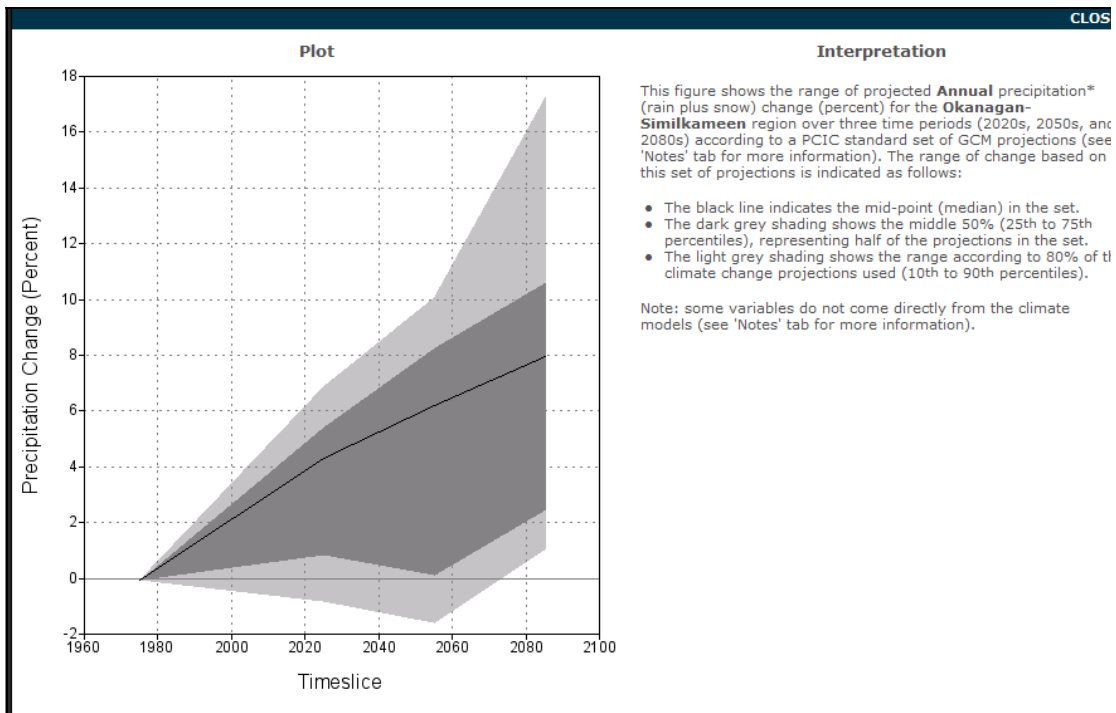 CLOS
Plot
18
16
14
12
10
8
6
4
2
0
-2
1960
1980
2000
2020
2040
2060
2080
2100
Precipitation Change (Percent)
Timeslice
Interpretation
This figure shows the range of projected Annual precipitation*
(rain plus snow) change (percent) for the Okanagan-
Similkameen region over three time periods (2020s, 2050s, and
2080s) according to a PCIC standard set of GCM projections (see
'Notes' tab for more information). The range of change based on
this set of projections is indicated as follows:
● The black line indicates the mid-point (median) in the set.
● The dark grey shading shows the middle 50% (25th to 75th
percentiles), representing half of the projections in the set.
● The light grey shading shows the range according to 80% of th
climate change projections used (10th to 90th percentiles).
Note: some variables do not come directly from the climate
models (see 'Notes' tab for more information).